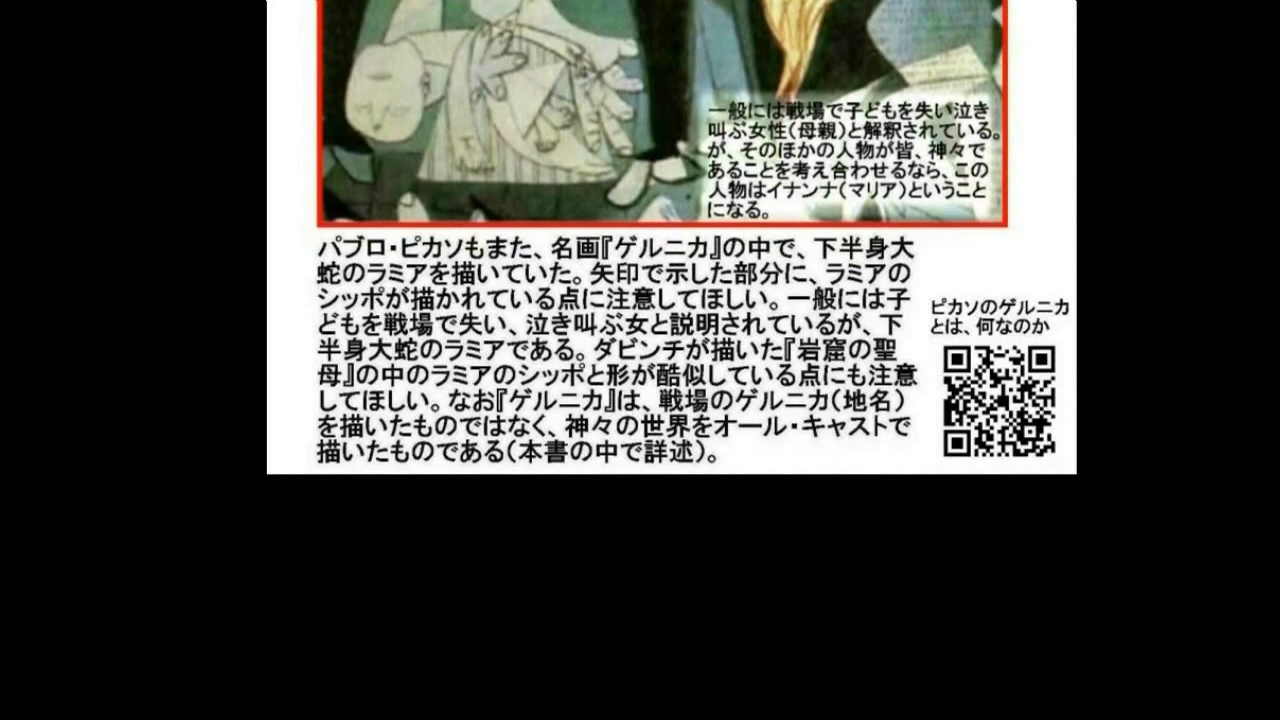 一般には戦場で子どもを失い泣き
叫ぶ女性(母親)と解釈されている。
が、そのほかの人物が皆、神々で
あることを考え合わせるなら、この
人物はイナンナ(マリア)ということ
になる。
パブロ・ピカソもまた、名画『ゲルニカ』の中で、下半身大
蛇のラミアを描いていた。矢印で示した部分に、ラミアの
シッポが描かれている点に注意してほしい。一般には子
どもを戦場で失い、泣き叫ぶ女と説明されているが、下
半身大蛇のラミアである。ダビンチが描いた『岩窟の聖
母』の中のラミアのシッポと形が酷似している点にも注意
してほしい。なお『ゲルニカ』は、戦場のゲルニカ(地名)
を描いたものではなく、神々の世界をオール・キャストで
描いたものである(本書の中で詳述)。
ピカソのゲルニカ
とは、何なのか